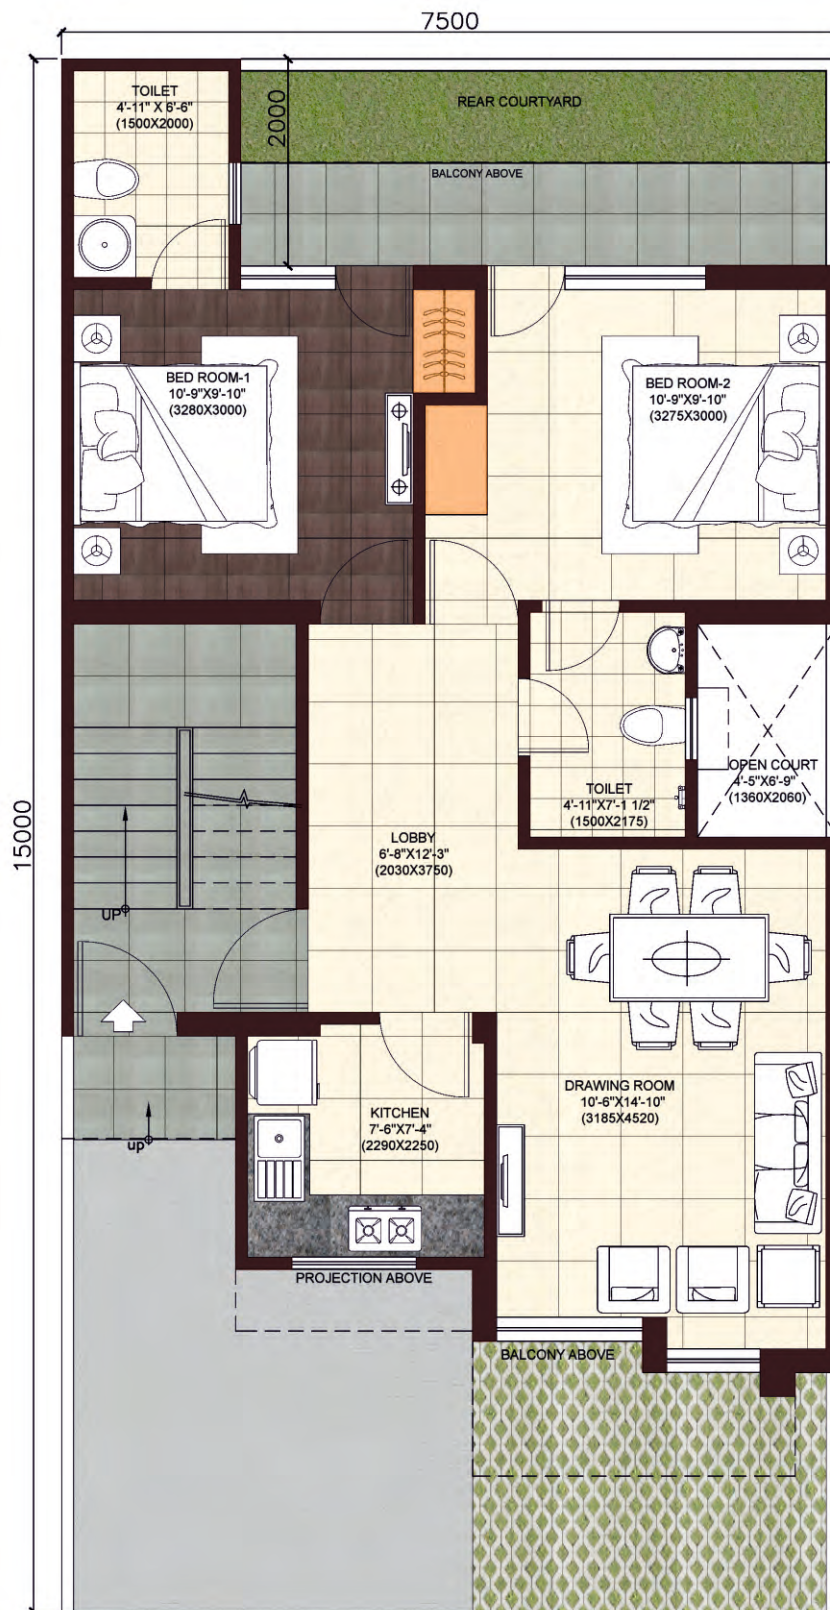 7500
15000
2000
TOILET
4'-11" X 6'-6"
(1500X2000)
REAR COURTYARD
BALCONY ABOVE
BED ROOM-1
10'-9"X9'-10"
(3280X3000)
BED ROOM-2
10'-9"X9'-10"
(3275X3000)
OPEN COURT
4'-5"X6'-9"
(1360X2060)
TOILET
4'-11"X7'-1 1/2"
(1500X2175)
LOBBY
6'-8"X12'-3"
(2030X3750)
UP
DRAWING ROOM
10'-6"X14'-10"
(3185X4520)
KITCHEN
7'-6"X7'-4"
(2290X2250)
up
PROJECTION ABOVE
BALCONY ABOVE